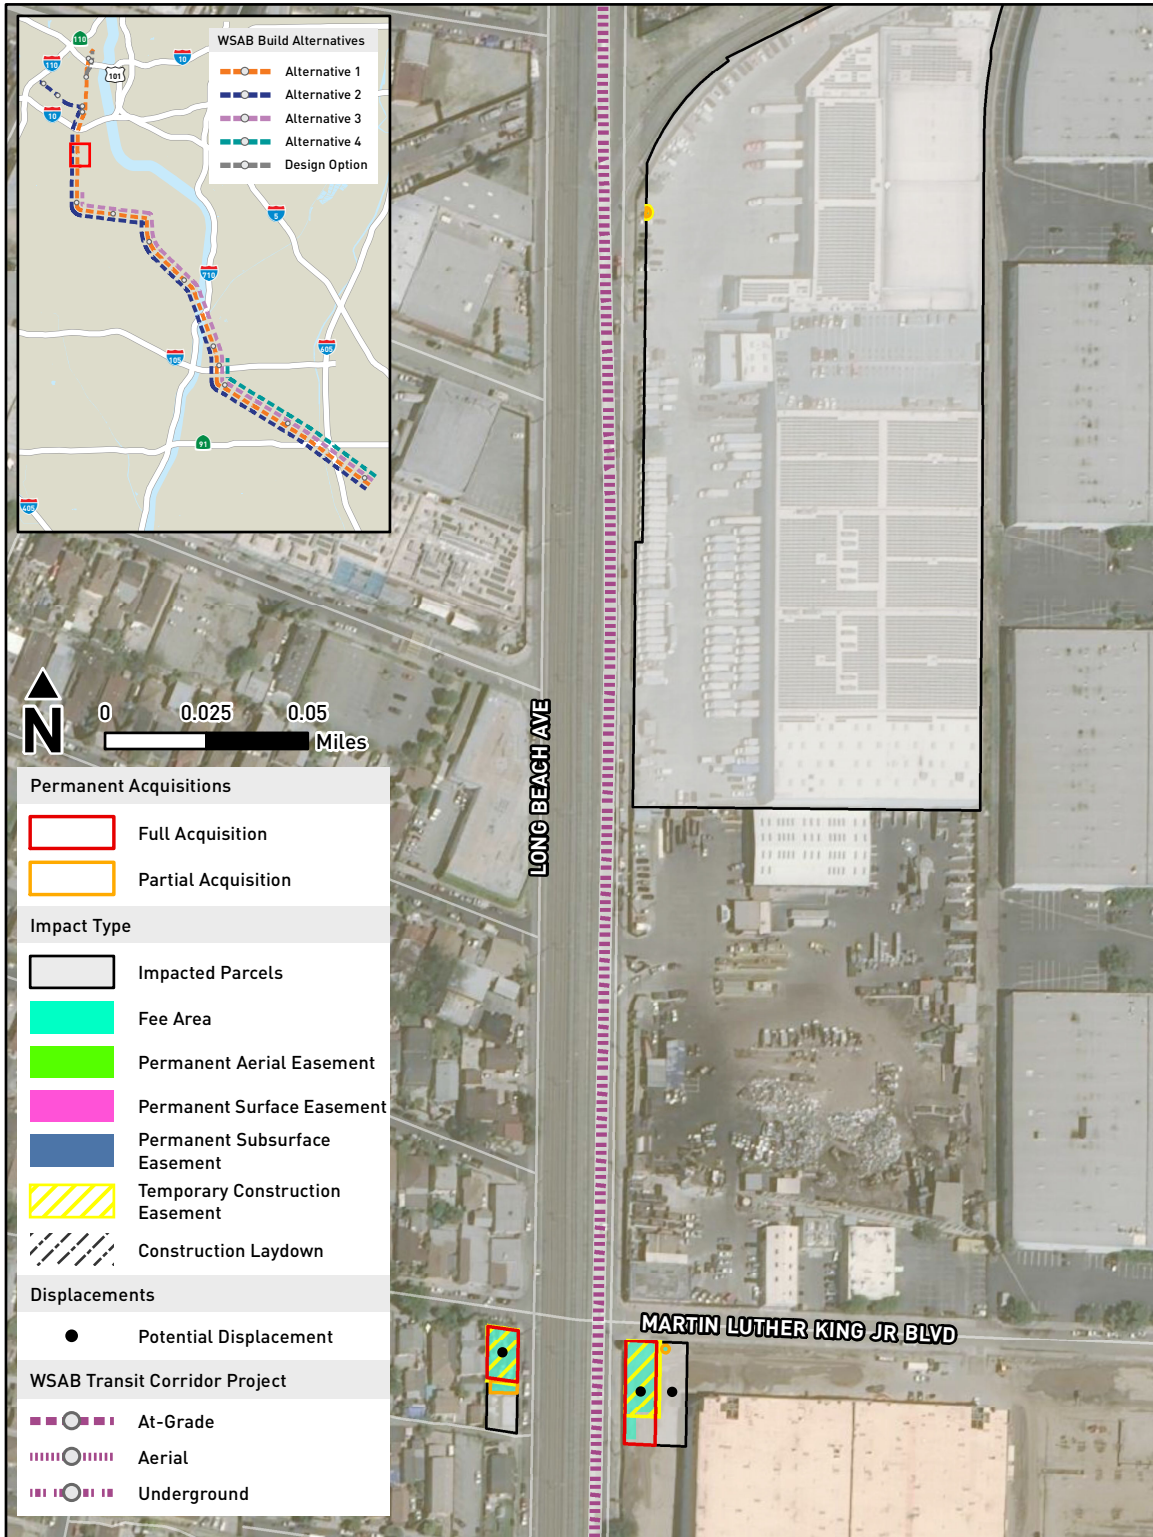 WSAB Build Alternatives
Alternative 1
Alternative 2
Alternative 3
Alternative 4
Design Option
110
110
10
101
10
5
710
105
605
91
405
N
0 0.025 0.05
Miles
Permanent Acquisitions
Full Acquisition
Partial Acquisition
Impact Type
Impacted Parcels
Fee Area
Permanent Aerial Easement
Permanent Surface Easement
Permanent Subsurface
Easement
Temporary Construction
Easement
Construction Laydown
Displacements
Potential Displacement
WSAB Transit Corridor Project
At-Grade
Aerial
Underground
LONG BEACH AVE
MARTIN LUTHER KING JR BLVD